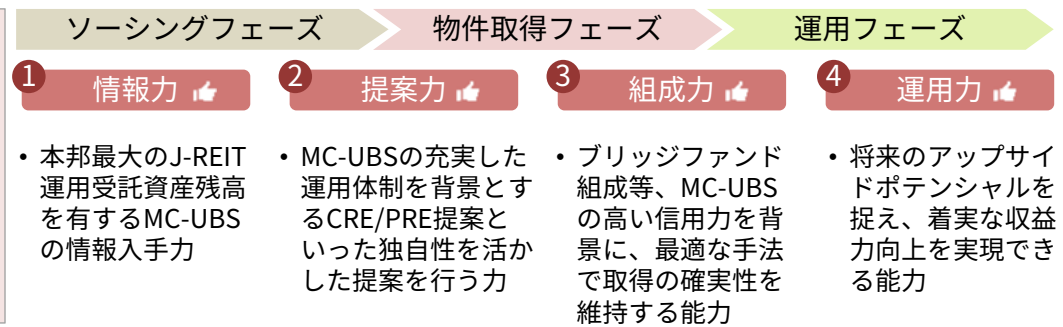 ソーシングフェーズ
物件取得フェーズ
運用フェーズ
1 情報力
2 提案力
3 組成力
4 運用力
• 本邦最大のJ-REIT
運用受託資産残高
を有するMC-UBS
の情報入手力
• MC-UBSの充実した
運用体制を背景とす
るCRE/PRE提案と
いった独自性を活か
した提案を行う力
• ブリッジファンド
組成等、MC-UBS
の高い信用力を背
景に、最適な手法
で取得の確実性を
維持する能力
• 将来のアップサイ
ドポテンシャルを
捉え、着実な収益
力向上を実現でき
る能力